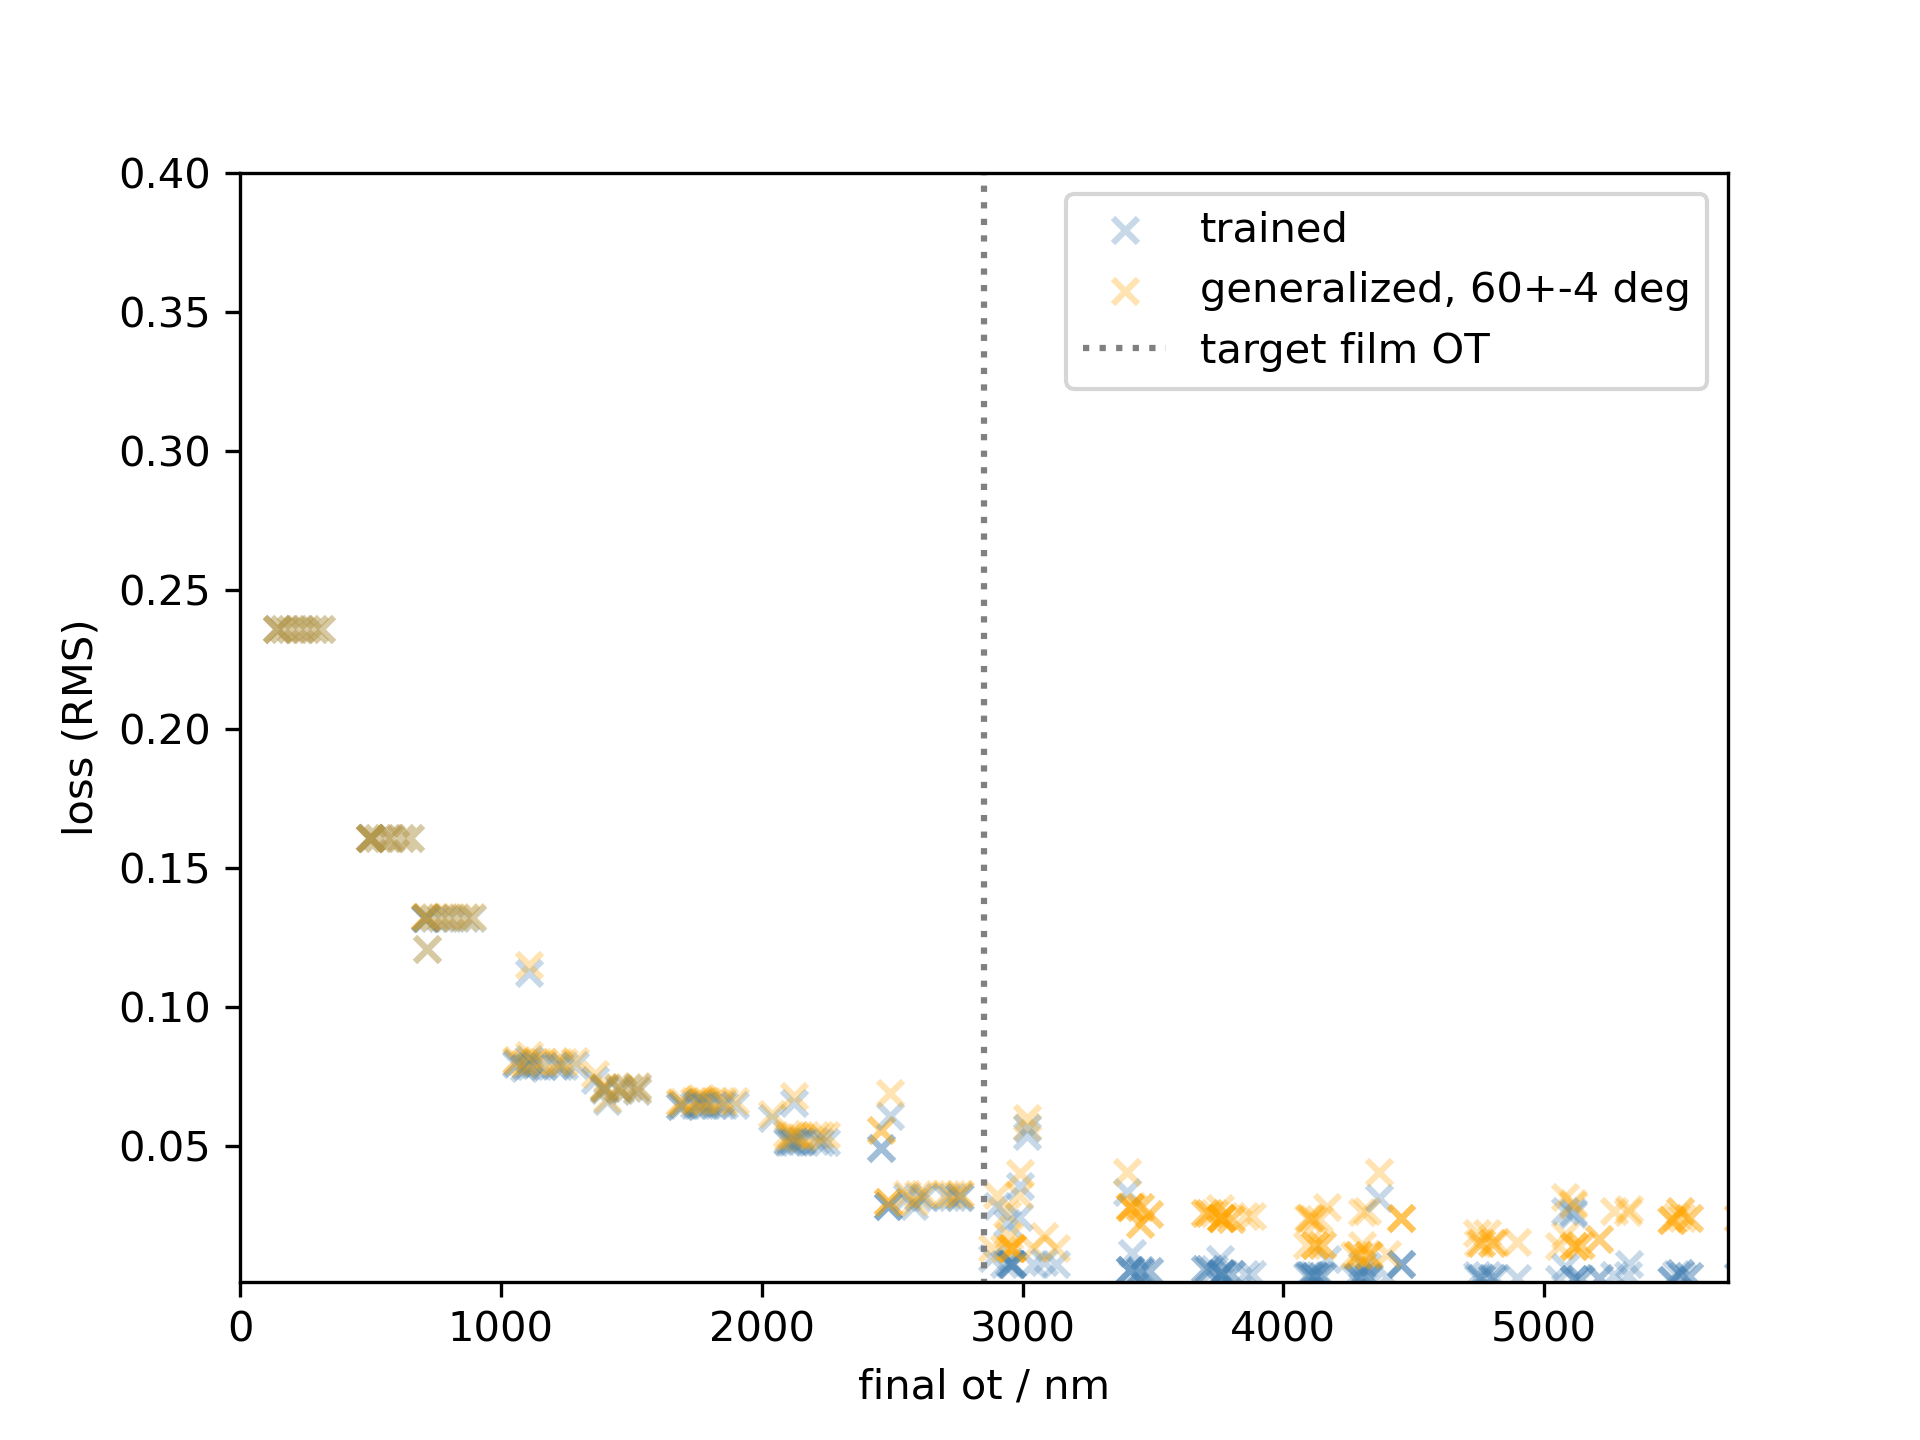 0.40
0.35
0.30
0.25
0.20
0.15
0.10
0.05
loss (RMS)
trained
generalized, 60+-4 deg
target film OT
0 1000 2000 3000 4000 5000
final ot / nm